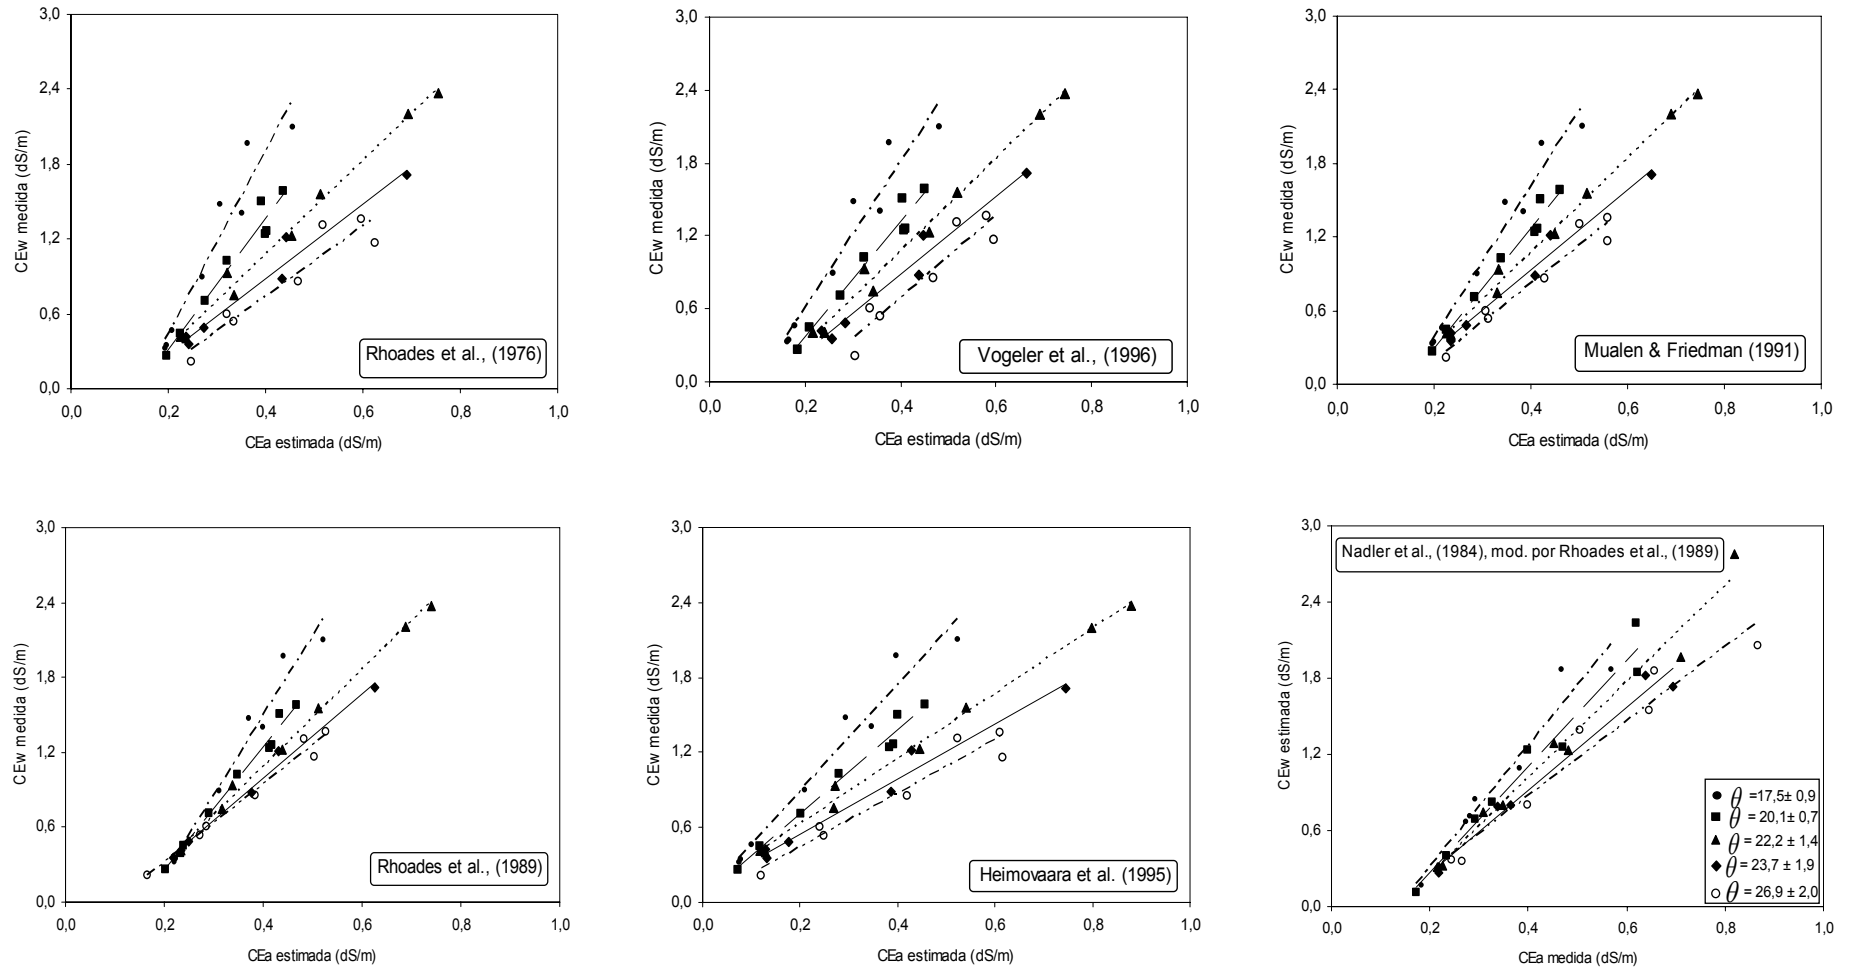 3,0
2,4
1,8
1,2
0,6
0,0
CEw medida (dS/m)
Rhoades et al., (1976)
0,0 0,2 0,4 0,6 0,8 1,0
CEa estimada (dS/m)
3,0
2,4
1,8
1,2
0,6
0,0
CEw medida (dS/m)
Vogeler et al., (1996)
0,0 0,2 0,4 0,6 0,8 1,0
CEa estimada (dS/m)
3,0
2,4
1,8
1,2
0,6
0,0
CEw medida (dS/m)
Mualen & Friedman (1991)
0,0 0,2 0,4 0,6 0,8 1,0
CEa estimada (dS/m)
3,0
2,4
1,8
1,2
0,6
0,0
CEw medida (dS/m)
Rhoades et al., (1989)
0,0 0,2 0,4 0,6 0,8 1,0
CEa estimada (dS/m)
3,0
2,4
1,8
1,2
0,6
0,0
CEw medida (dS/m)
Heimovaara et al. (1995)
0,0 0,2 0,4 0,6 0,8 1,0
CEa estimada (dS/m)
3,0
2,4
1,8
1,2
0,6
0,0
CEw estimada (dS/m)
Nadler et al., (1984), mod. por Rhoades et al., (1989)
θ =17,5± 0,9
θ = 20,1± 0,7
θ = 22,2 ± 1,4
θ = 23,7 ± 1,9
θ = 26,9 ± 2,0
0,0 0,2 0,4 0,6 0,8 1,0
CEa medida (dS/m)